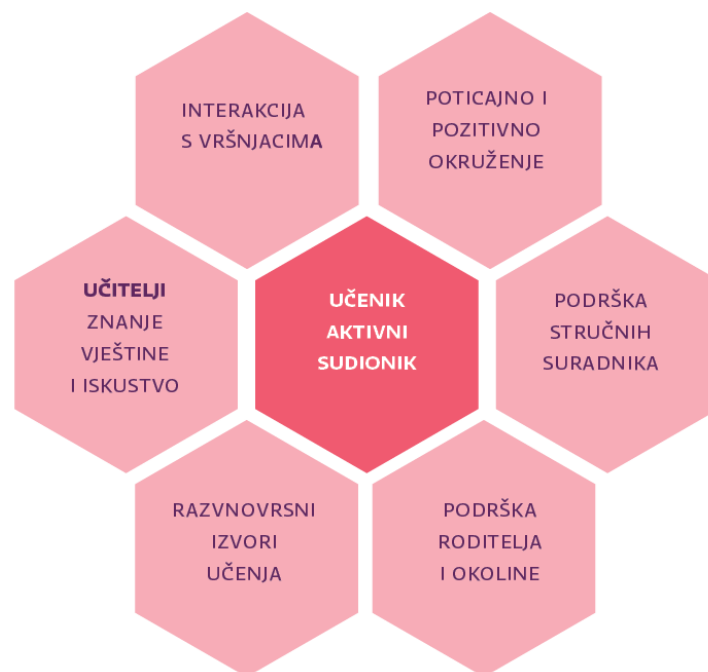 INTERAKCIJA
S VRŠNJACIMA
POTICAJNO I
POZITIVNO
OKRUŽENJE
UČITELJI
ZNANJE
VJEŠTINE
I ISKUSTVO
UČENIK
AKTIVNI
SUDIONIK
PODRŠKA
STRUČNIH
SURADNIKA
RAZVNOVRSNI
IZVORI
UČENJA
PODRŠKA
RODITELJA
I OKOLINE